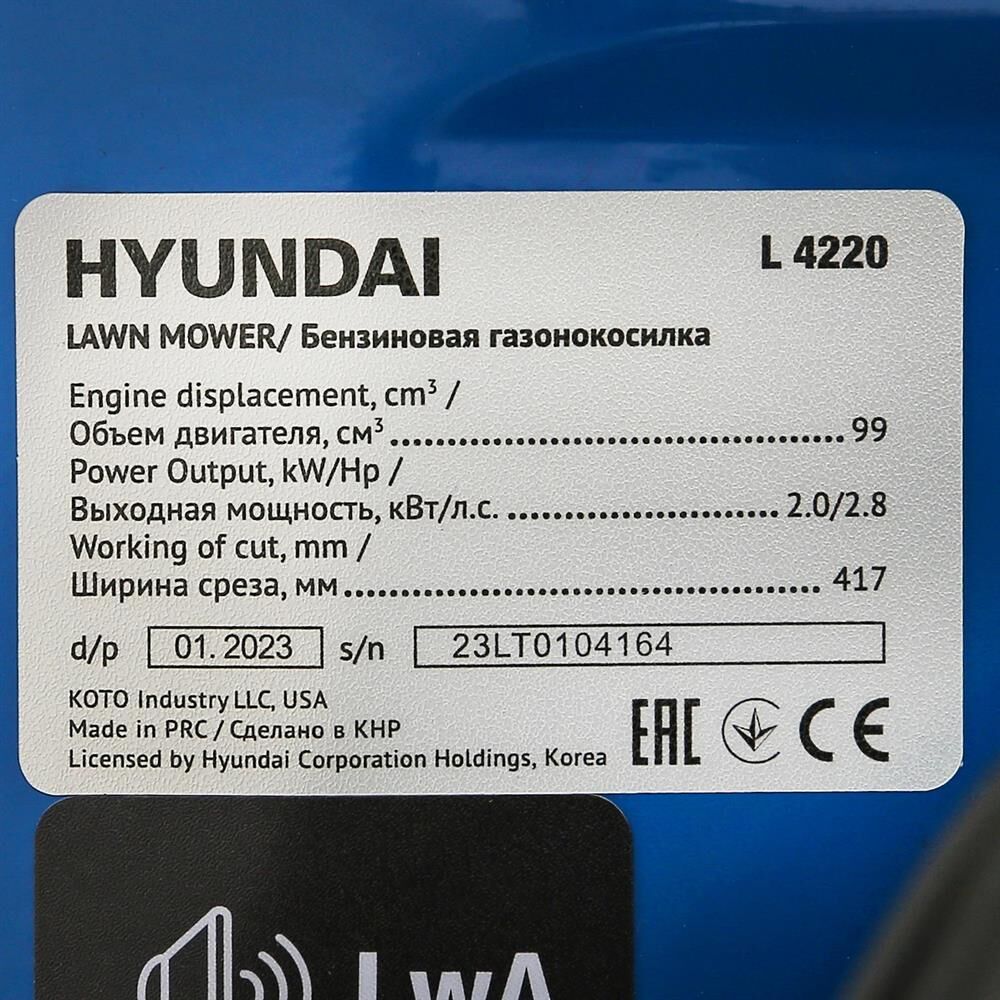 HYUNDAI L 4220
LAWN MOWER/ Бензиновая газонокосилка
Engine displacement, cm³ /
Объем двигателя, см³................................................99
Power Output, kW/Hp /
Выходная мощность, кВт/л.с. ............................ 2.0/2.8
Working of cut, mm /
Ширина среза, мм.................................................. 417
d/p 01. 2023 s/n 23LT0104164
KOTO Industry LLC, USA
Made in PRC / Сделано в КНР
Licensed by Hyundai Corporation Holdings, Korea EAC CE
LwA